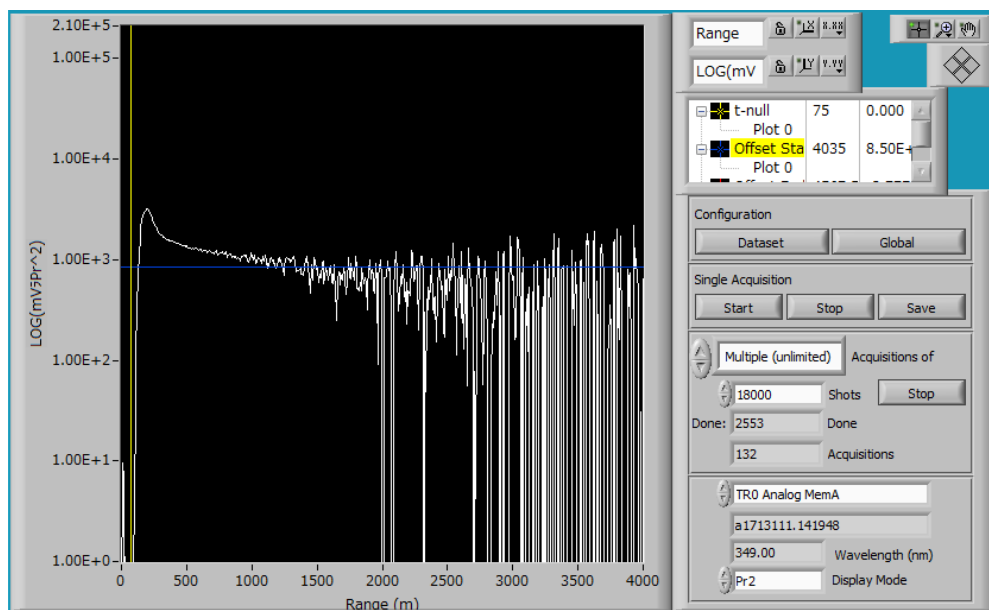 2.10E+5
1.00E+5
1.00E+4
1.00E+3
1.00E+2
1.00E+1
1.00E+0
LOG(mV5Pr^2)
0 500 1000 1500 2000 2500 3000 3500 4000
Range (m)
Range
X.XX
LOG(mV
Y.YY
t-null 75 0.000
Plot 0
Offset Sta 4035 8.50E+
Plot 0
Configuration
Dataset Global
Single Acquisition
Start Stop Save
Multiple (unlimited) Acquisitions of
18000 Shots Stop
Done: 2553 Done
132 Acquisitions
TR0 Analog MemA
a1713111.141948
349.00 Wavelength (nm)
Pr2 Display Mode